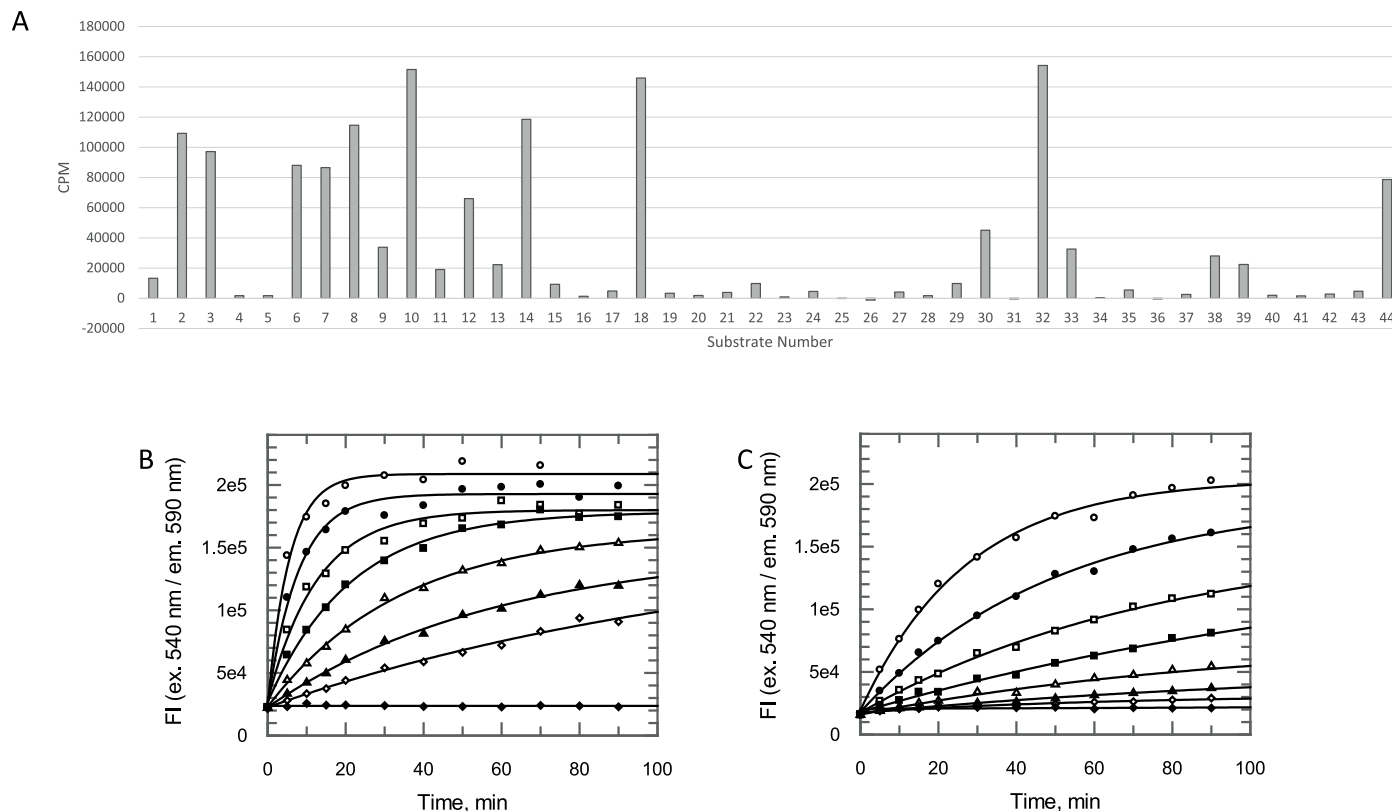 A
180000
160000
140000
120000
100000
80000
60000
40000
20000
0
-20000
CPM
1 2 3 4 5 6 7 8 9 10 11 12 13 14 15 16 17 18 19 20 21 22 23 24 25 26 27 28 29 30 31 32 33 34 35 36 37 38 39 40 41 42 43 44
Substrate Number
B
FI (ex. 540 nm / em. 590 nm)
2e5
1.5e5
1e5
5e4
0
0 20 40 60 80 100
Time, min
C
FI (ex. 540 nm / em. 590 nm)
2e5
1e5
5e4
0
0 20 40 60 80 100
Time, min